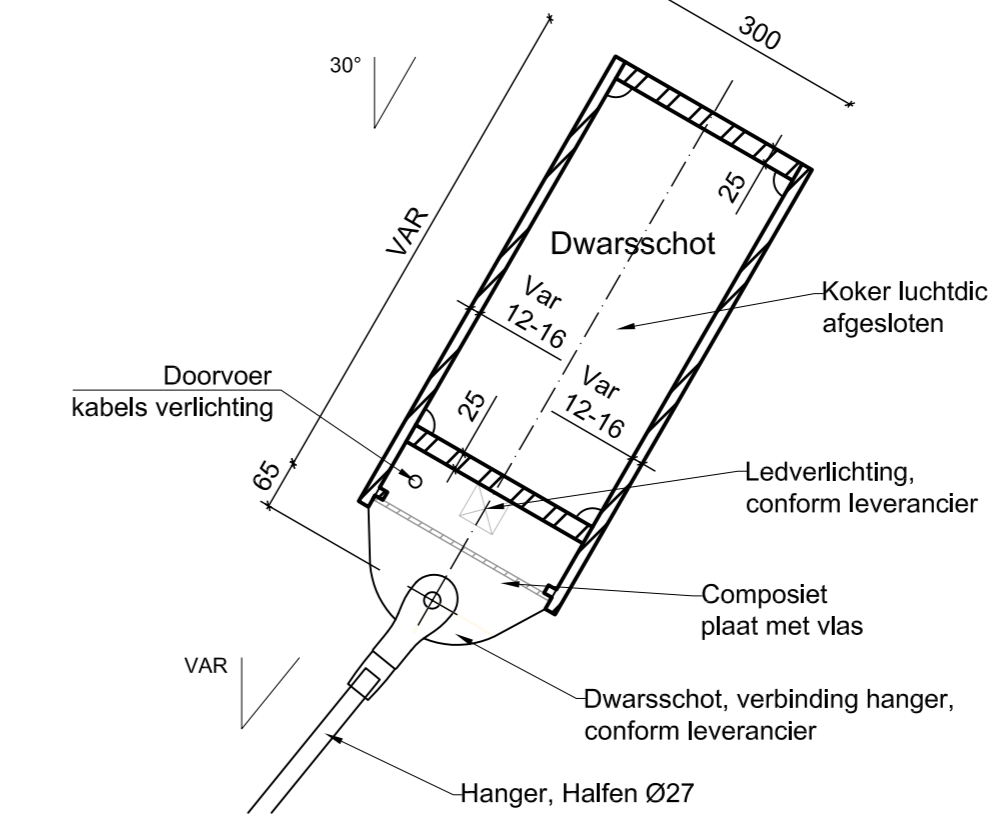 300
30°
25
VAR
Dwarsschot
Var
12-16
Koker luchtdic
afgesloten
Var
12-16
Doorvoer
kabels verlichting
25
65
Ledverlichting,
conform leverancier
Composiet
plaat met vlas
VAR
Dwarsschot, verbinding hanger,
conform leverancier
Hanger, Halfen Ø27